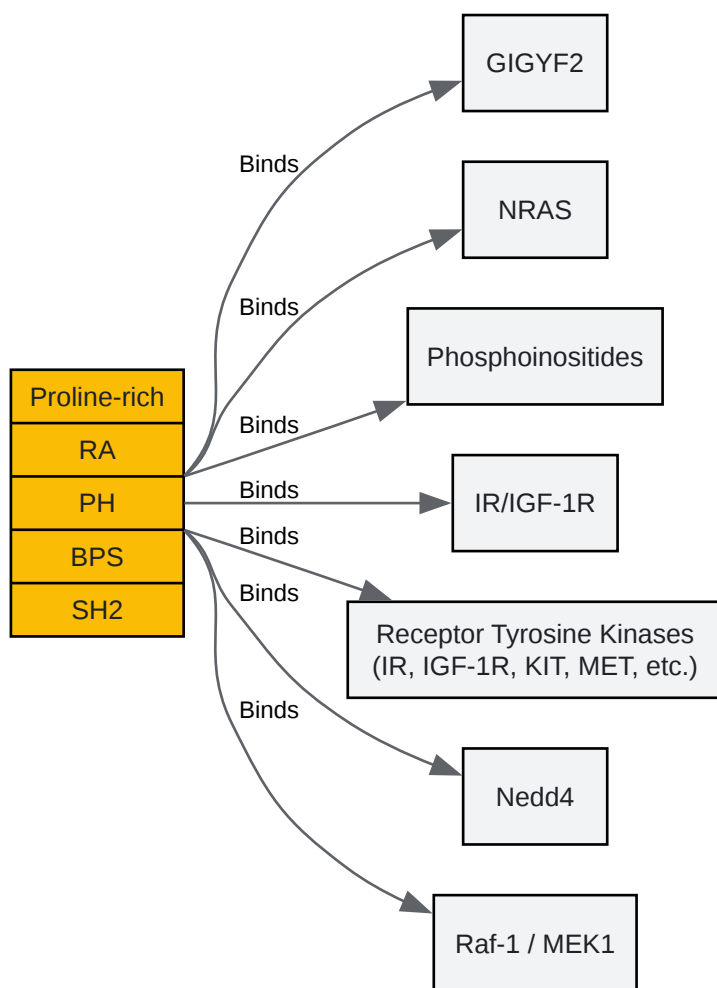 GIGYF2
Binds
NRAS
Binds
Phosphoinositides
Proline-rich
RA
PH
BPS
SH2
Binds
Binds
IR/IGF-1R
Binds
Binds
Receptor Tyrosine Kinases
(IR, IGF-1R, KIT, MET, etc.)
Binds
Nedd4
Raf-1 / MEK1